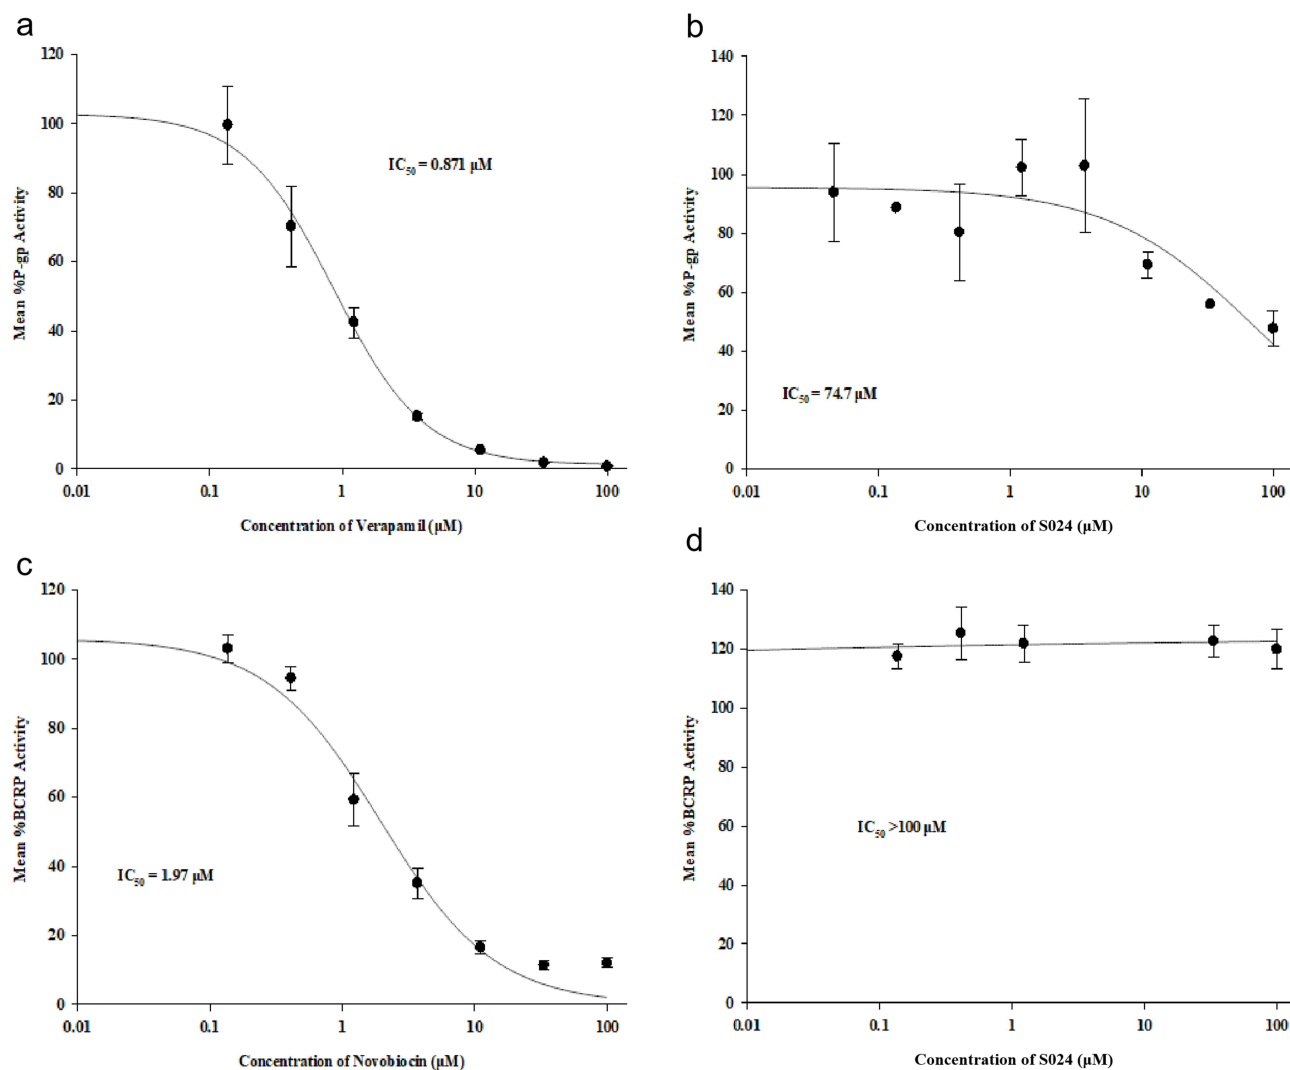 a
120
100
80
60
40
20
0
Mean %P-gp Activity
IC50 = 0.871 µM
0.01 0.1 1 10 100
Concentration of Verapamil (µM)
b
140
120
100
80
60
40
20
0
Mean %P-gp Activity
IC50 = 74.7 µM
0.01 0.1 1 10 100
Concentration of S024 (µM)
c
120
100
80
60
40
20
0
Mean %BCRP Activity
IC50 = 1.97 µM
0.01 0.1 1 10 100
Concentration of Novobiocin (µM)
d
140
120
100
80
60
40
20
0
Mean %BCRP Activity
IC50 >100 µM
0.01 0.1 1 10 100
Concentration of S024 (µM)